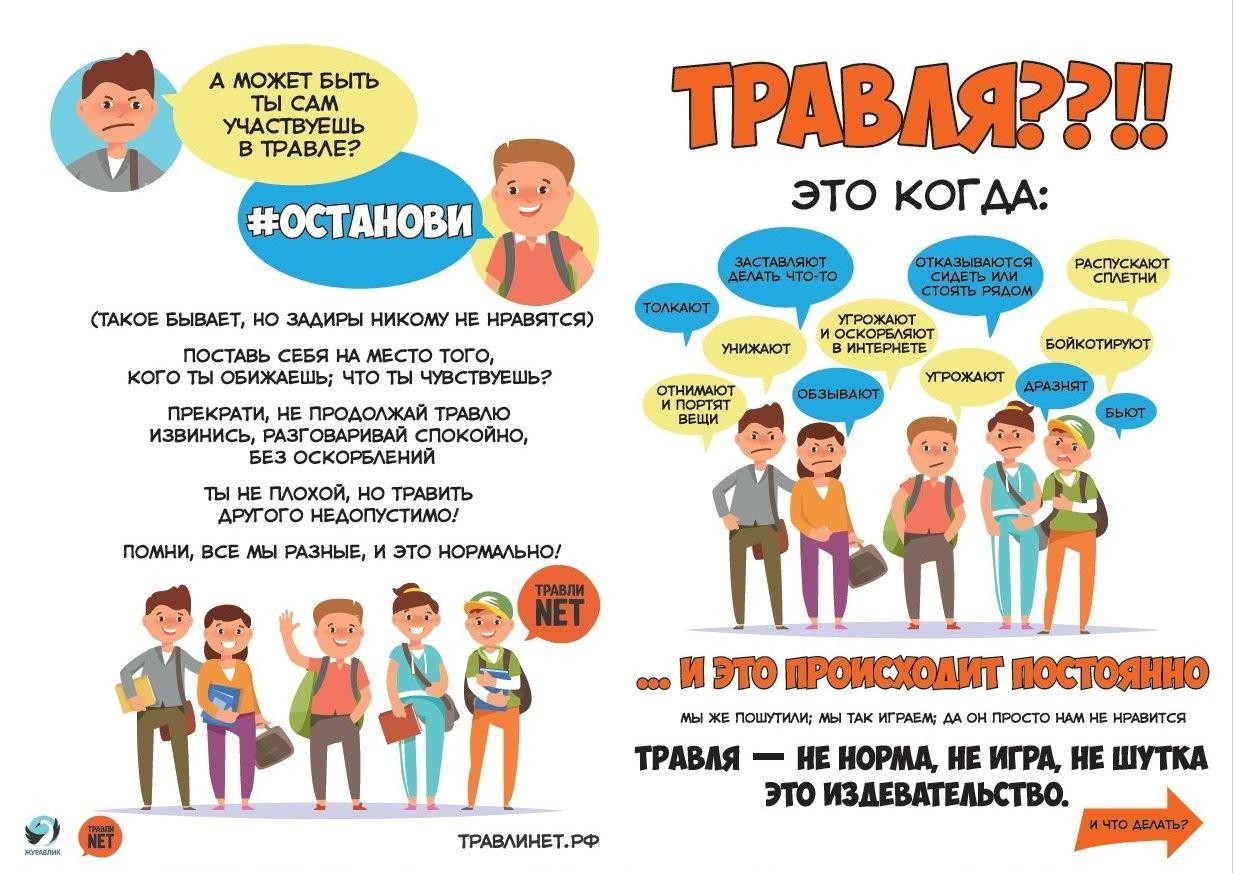 А МОЖЕТ БЫТЬ
ТЫ САМ
УЧАСТВУЕШЬ
В ТРАВЛЕ?
#ОСТАНОВИ
(ТАКОЕ БЫВАЕТ, НО ЗАДИРЫ НИКОМУ НЕ НРАВЯТСЯ)
ПОСТАВЬ СЕБЯ НА МЕСТО ТОГО,
КОГО ТЫ ОБИЖАЕШЬ; ЧТО ТЫ ЧУВСТВУЕШЬ?
ПРЕКРАТИ, НЕ ПРОДОЛЖАЙ ТРАВЛЮ
ИЗВИНИСЬ, РАЗГОВАРИВАЙ СПОКОЙНО,
БЕЗ ОСКОРБЛЕНИЙ
ТЫ НЕ ПЛОХОЙ, НО ТРАВИТЬ
ДРУГОГО НЕДОПУСТИМО!
ПОМНИ, ВСЕ МЫ РАЗНЫЕ, И ЭТО НОРМАЛЬНО!
ТРАВЛИ
NET
ЖУРАВЛИК
ТРАВЛИ
NET
ТРАВЛИНЕТ.РФ
ТРАВЛЯ??!!
ЭТО КОГДА:
ТОЛКАЮТ
ЗАСТАВЛЯЮТ
ДЕЛАТЬ ЧТО-ТО
ОТКАЗЫВАЮТСЯ
СИДЕТЬ ИЛИ
СТОЯТЬ РЯДОМ
РАСПУСКАЮТ
СПЛЕТНИ
УНИЖАЮТ
УГРОЖАЮТ
И ОСКОРБЛЯЮТ
В ИНТЕРНЕТЕ
БОЙКОТИРУЮТ
ОТНИМАЮТ
И ПОРТЯТ
ВЕЩИ
ОБЗЫВАЮТ
УГРОЖАЮТ
ДРАЗНЯТ
БЬЮТ
... И ЭТО ПРОИСХОДИТ ПОСТОЯННО
МЫ ЖЕ ПОШУТИЛИ; МЫ ТАК ИГРАЕМ; ДА ОН ПРОСТО НАМ НЕ НРАВИТСЯ
ТРАВЛЯ — НЕ НОРМА, НЕ ИГРА, НЕ ШУТКА
ЭТО ИЗДЕВАТЕЛЬСТВО.
И ЧТО ДЕЛАТЬ?